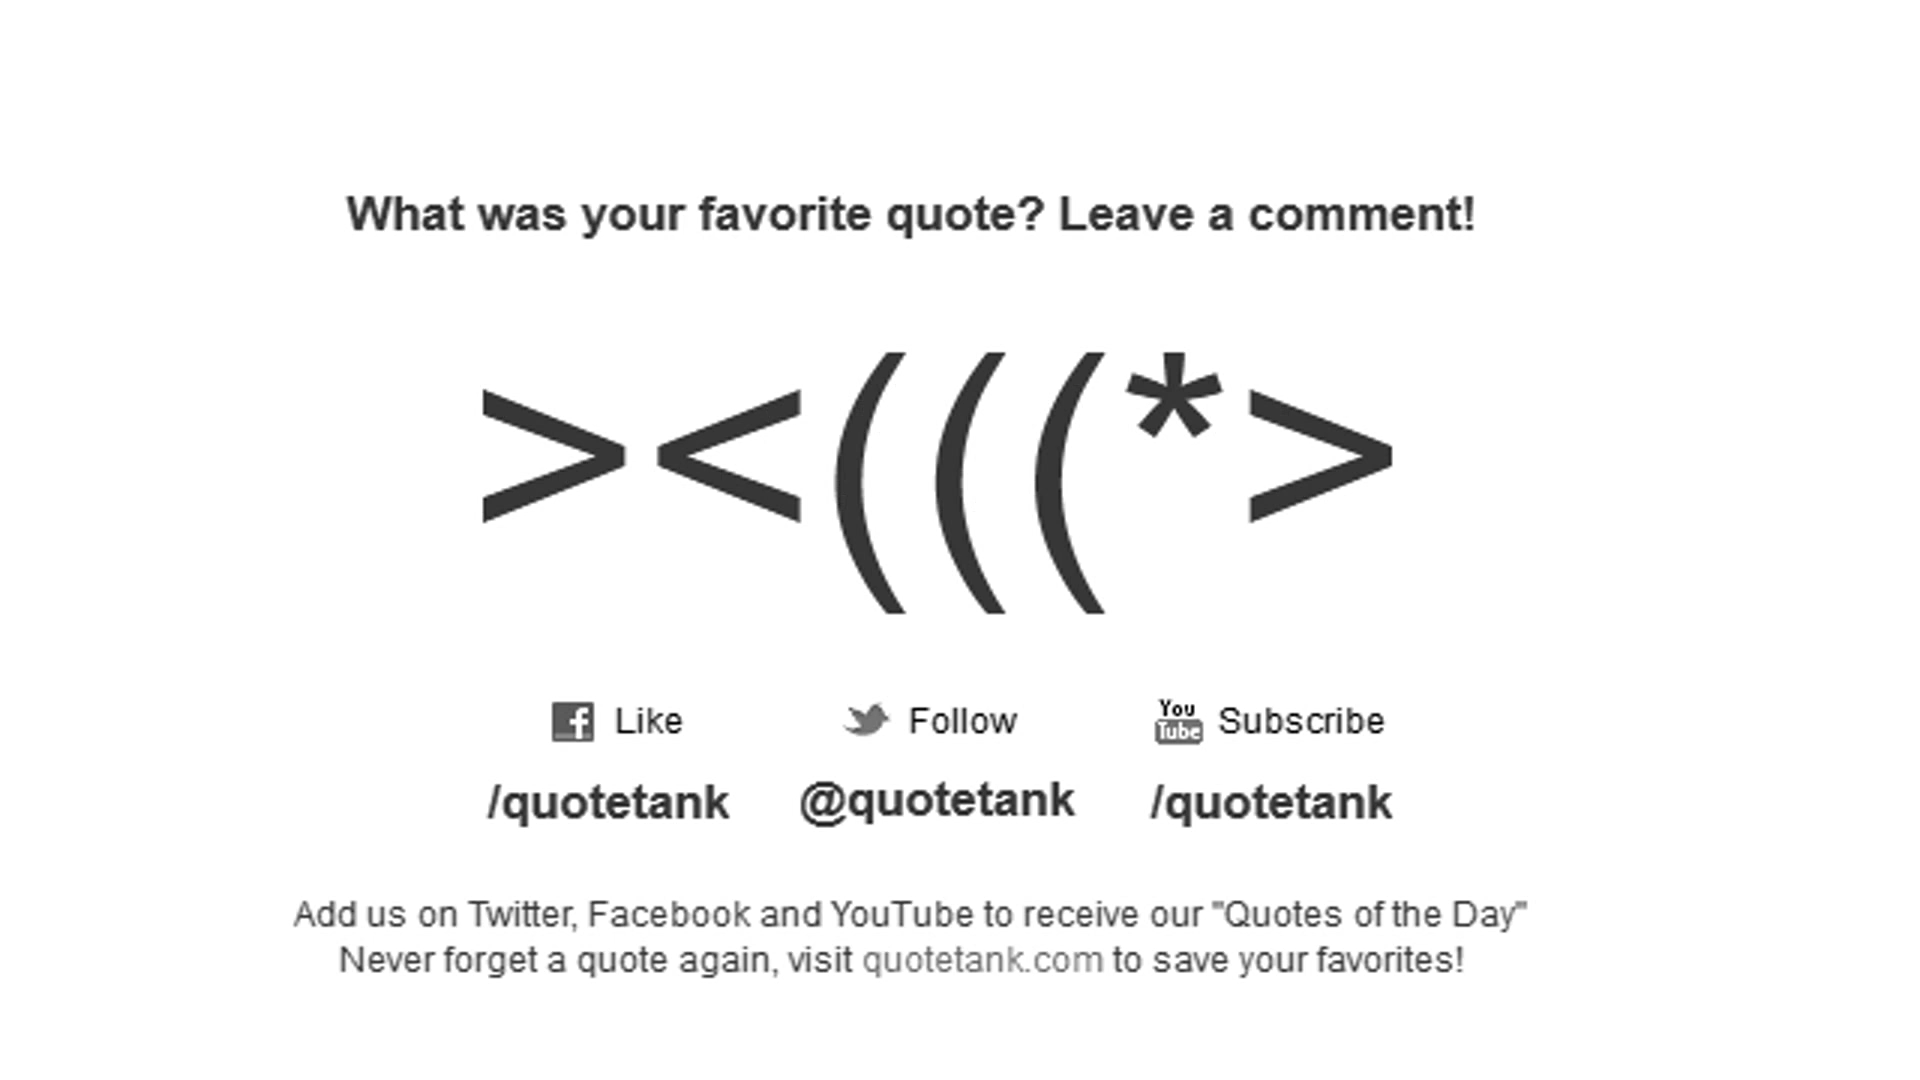 What was your favorite quote? Leave a comment!
><(((*>
f Like Follow You Tube Subscribe
/quotetank @quotetank /quotetank
Add us on Twitter, Facebook and YouTube to receive our "Quotes of the Day"
Never forget a quote again, visit quotetank.com to save your favorites!